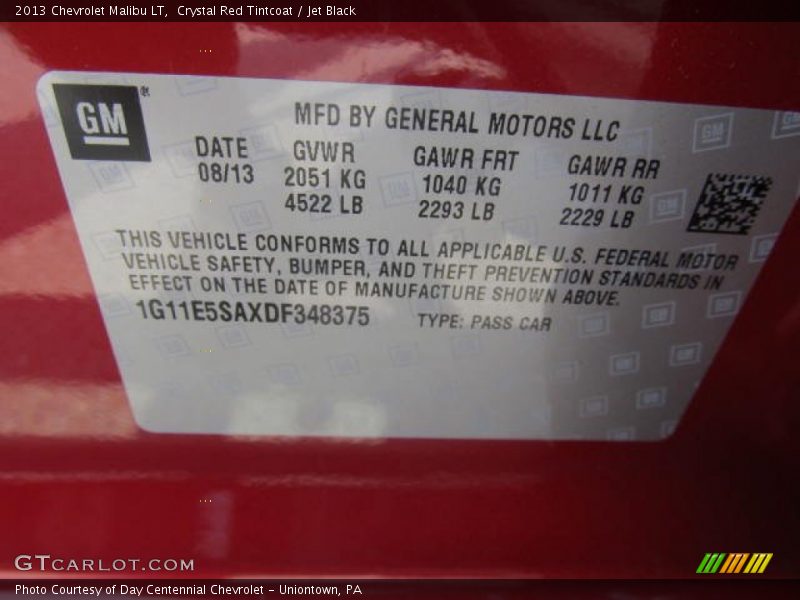 2013 Chevrolet Malibu LT,  Crystal Red Tintcoat / Jet Black
GM®
MFD BY GENERAL MOTORS LLC
DATE GVWR GAWR FRT GAWR RR
08/13 2051 KG 1040 KG 1011 KG
4522 LB 2293 LB 2229 LB
THIS VEHICLE CONFORMS TO ALL APPLICABLE U.S. FEDERAL MOTOR
VEHICLE SAFETY, BUMPER, AND THEFT PREVENTION STANDARDS IN
EFFECT ON THE DATE OF MANUFACTURE SHOWN ABOVE.
1G11E5SAXDF348375 TYPE: PASS CAR
GTCARLOT.COM
Photo Courtesy of Day Centennial Chevrolet - Uniontown, PA